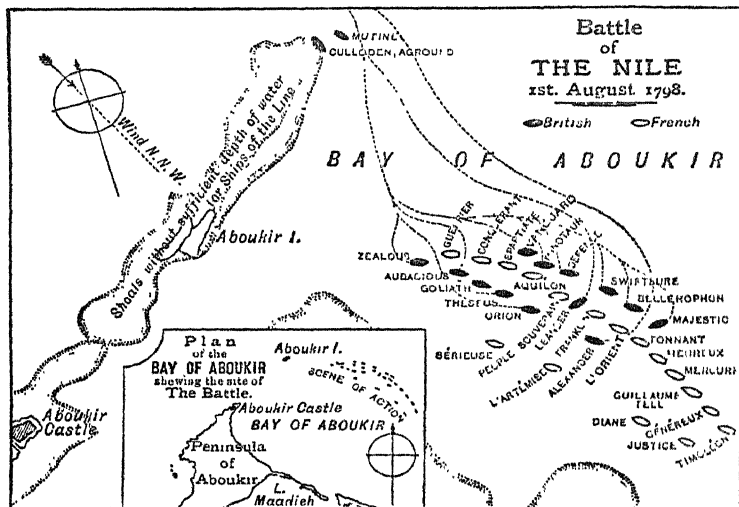 Battle
of
THE NILE
1st. August 1798.
British French
MUTINE
CULLODEN, AGROUND
Wind N.N.W.
Shoals without sufficient depth of water
for Ships of the Line
Aboukir I.
BAY OF ABOUKIR
GUERRIER
CONQUERANT
SPARTIATE
VANGUARD
MINOTAUR
DEFENCE
ZEALOUS
AUDACIOUS
GOLIATH
THESEUS
ORION
AQUILON
PEUPLE SOUVERAIN
LEANDER
SWIFTSURE
BELLEROPHON
MAJESTIC
SÉRIEUSE
L'ARTÉMISE
FRANKLIN
ALEXANDER
L'ORIENT
TONNANT
HEUREUX
MERCURE
GUILLAUME
TELL
DIANE
GÉNÉREUX
JUSTICE
TIMOLÉON
Aboukir
Castle
Plan
of the
BAY OF ABOUKIR
shewing the site of
The Battle.
Aboukir I.
SCENE OF ACTION
Aboukir Castle
BAY OF ABOUKIR
Peninsula
of
Aboukir
L.
Maadieh